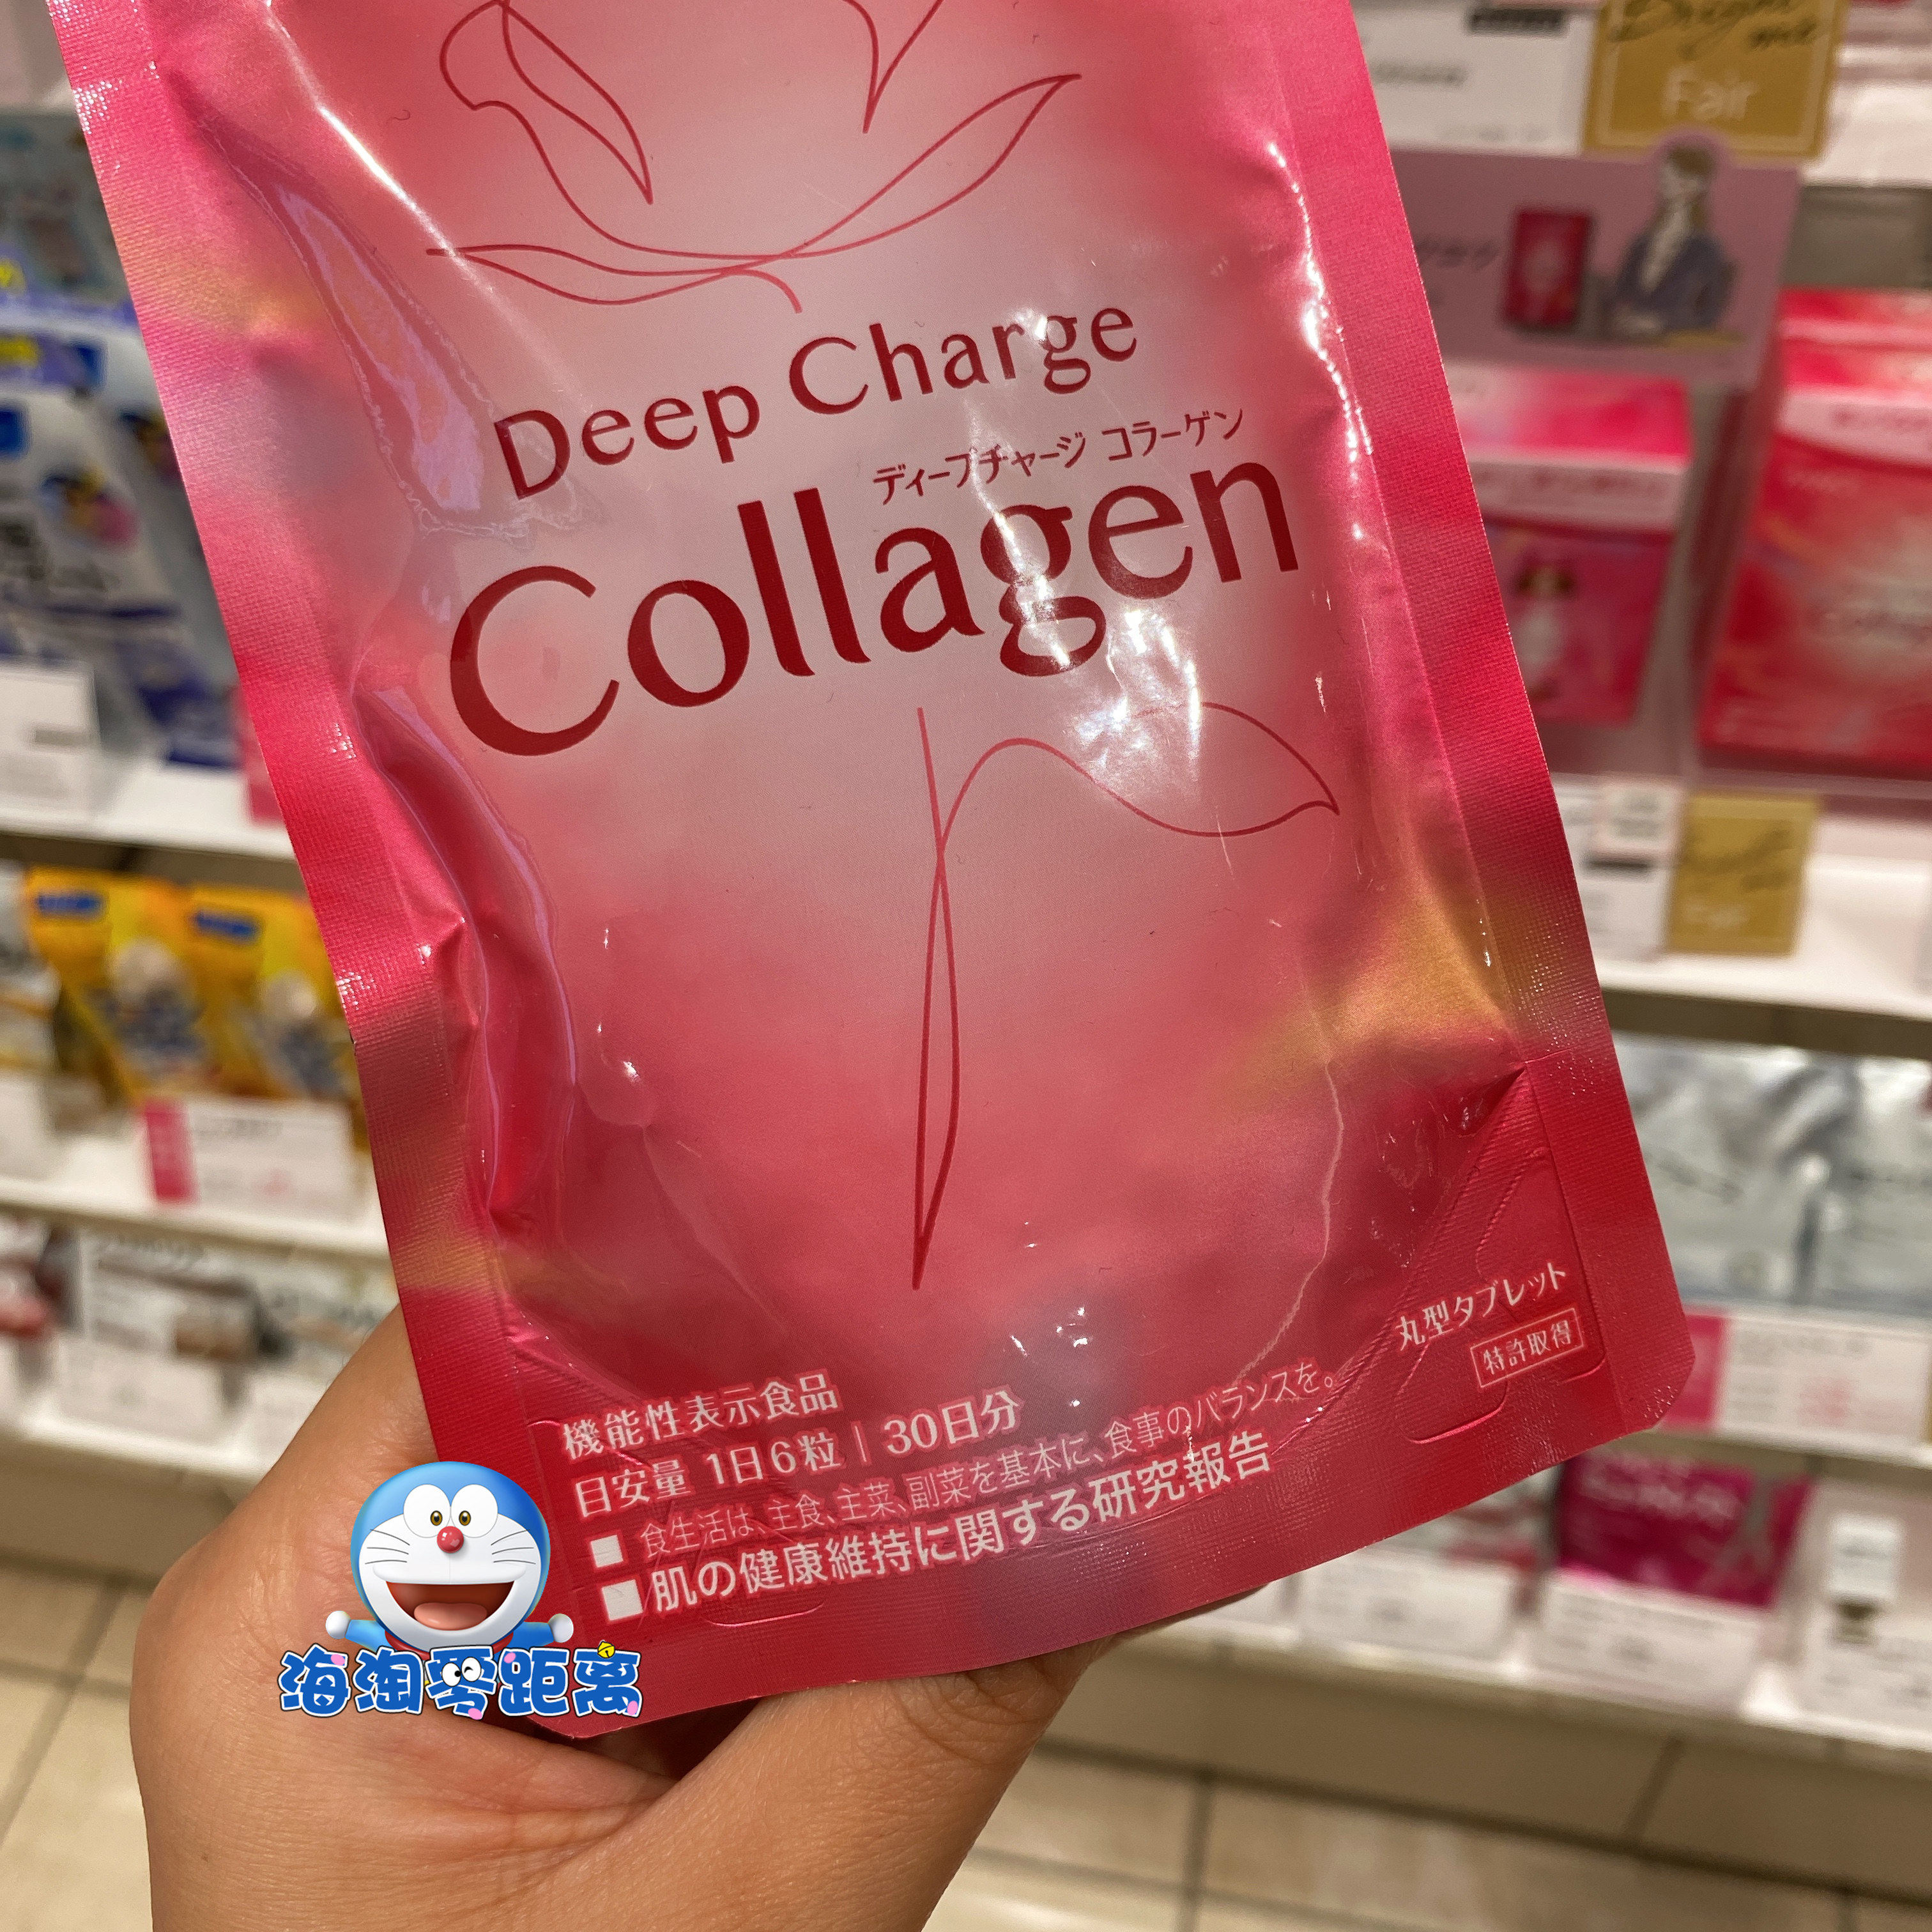 Fair
Deep Charge
ディープチャージ コラーゲン
Collagen
丸型タブレット
特許取得
機能性表示食品
目安量 1日6粒 | 30日分
■ 食生活は、主食、主菜、副菜を基本に、食事のバランスを。
■肌の健康維持に関する研究報告
海淘零距离